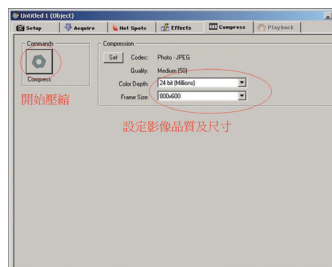 Untitled 1 (Object)
Setup Acquire Hot Spots Effects Compress Playback
Commands
Compress
開始壓縮
Compression
Set Codec: Photo - JPEG
Quality: Medium (50)
Color Depth: 24 bit (Millions)
Frame Size: 800x600
設定影像品質及尺寸